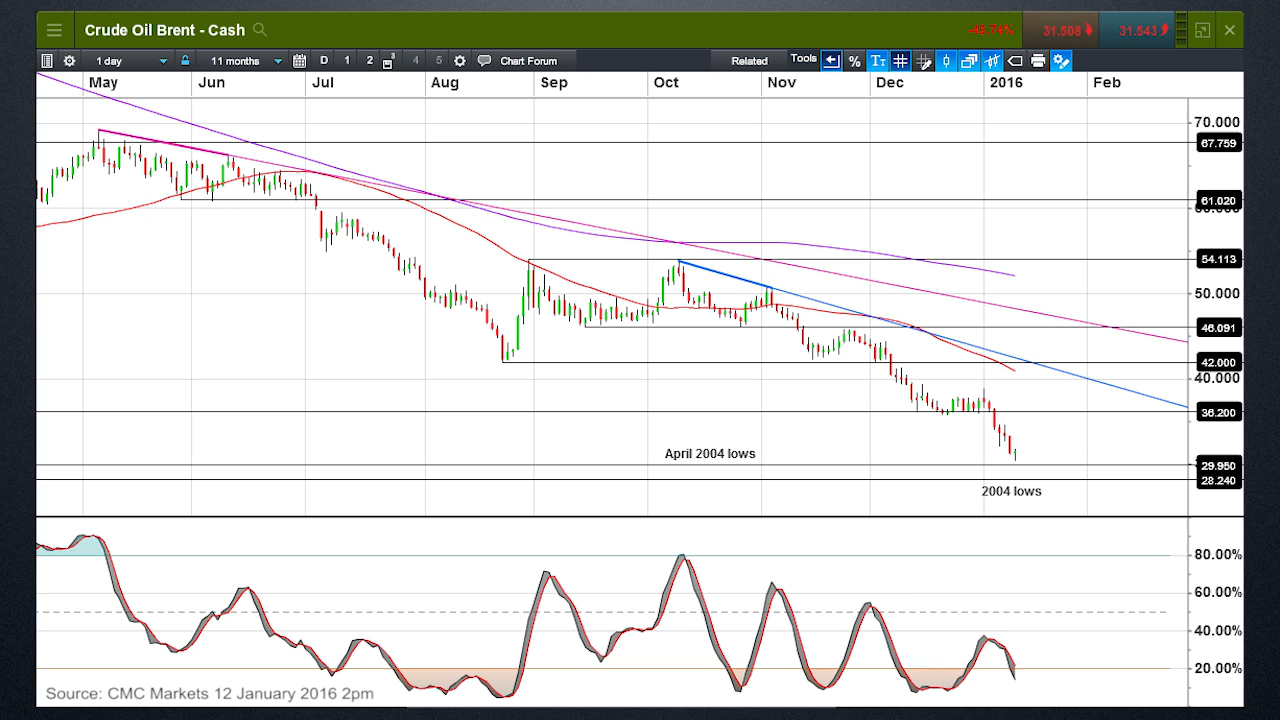 Crude Oil Brent - Cash
-49.74% 31.508 31.543
1 day 11 months D 1 2 3 4 5 Chart Forum Related Tools % TT
May Jun Jul Aug Sep Oct Nov Dec 2016 Feb
70.000
67.759
61.020
60.000
54.113
50.000
46.091
42.000
40.000
36.200
April 2004 lows
29.950
28.240
2004 lows
80.00%
60.00%
40.00%
20.00%
Source: CMC Markets 12 January 2016 2pm